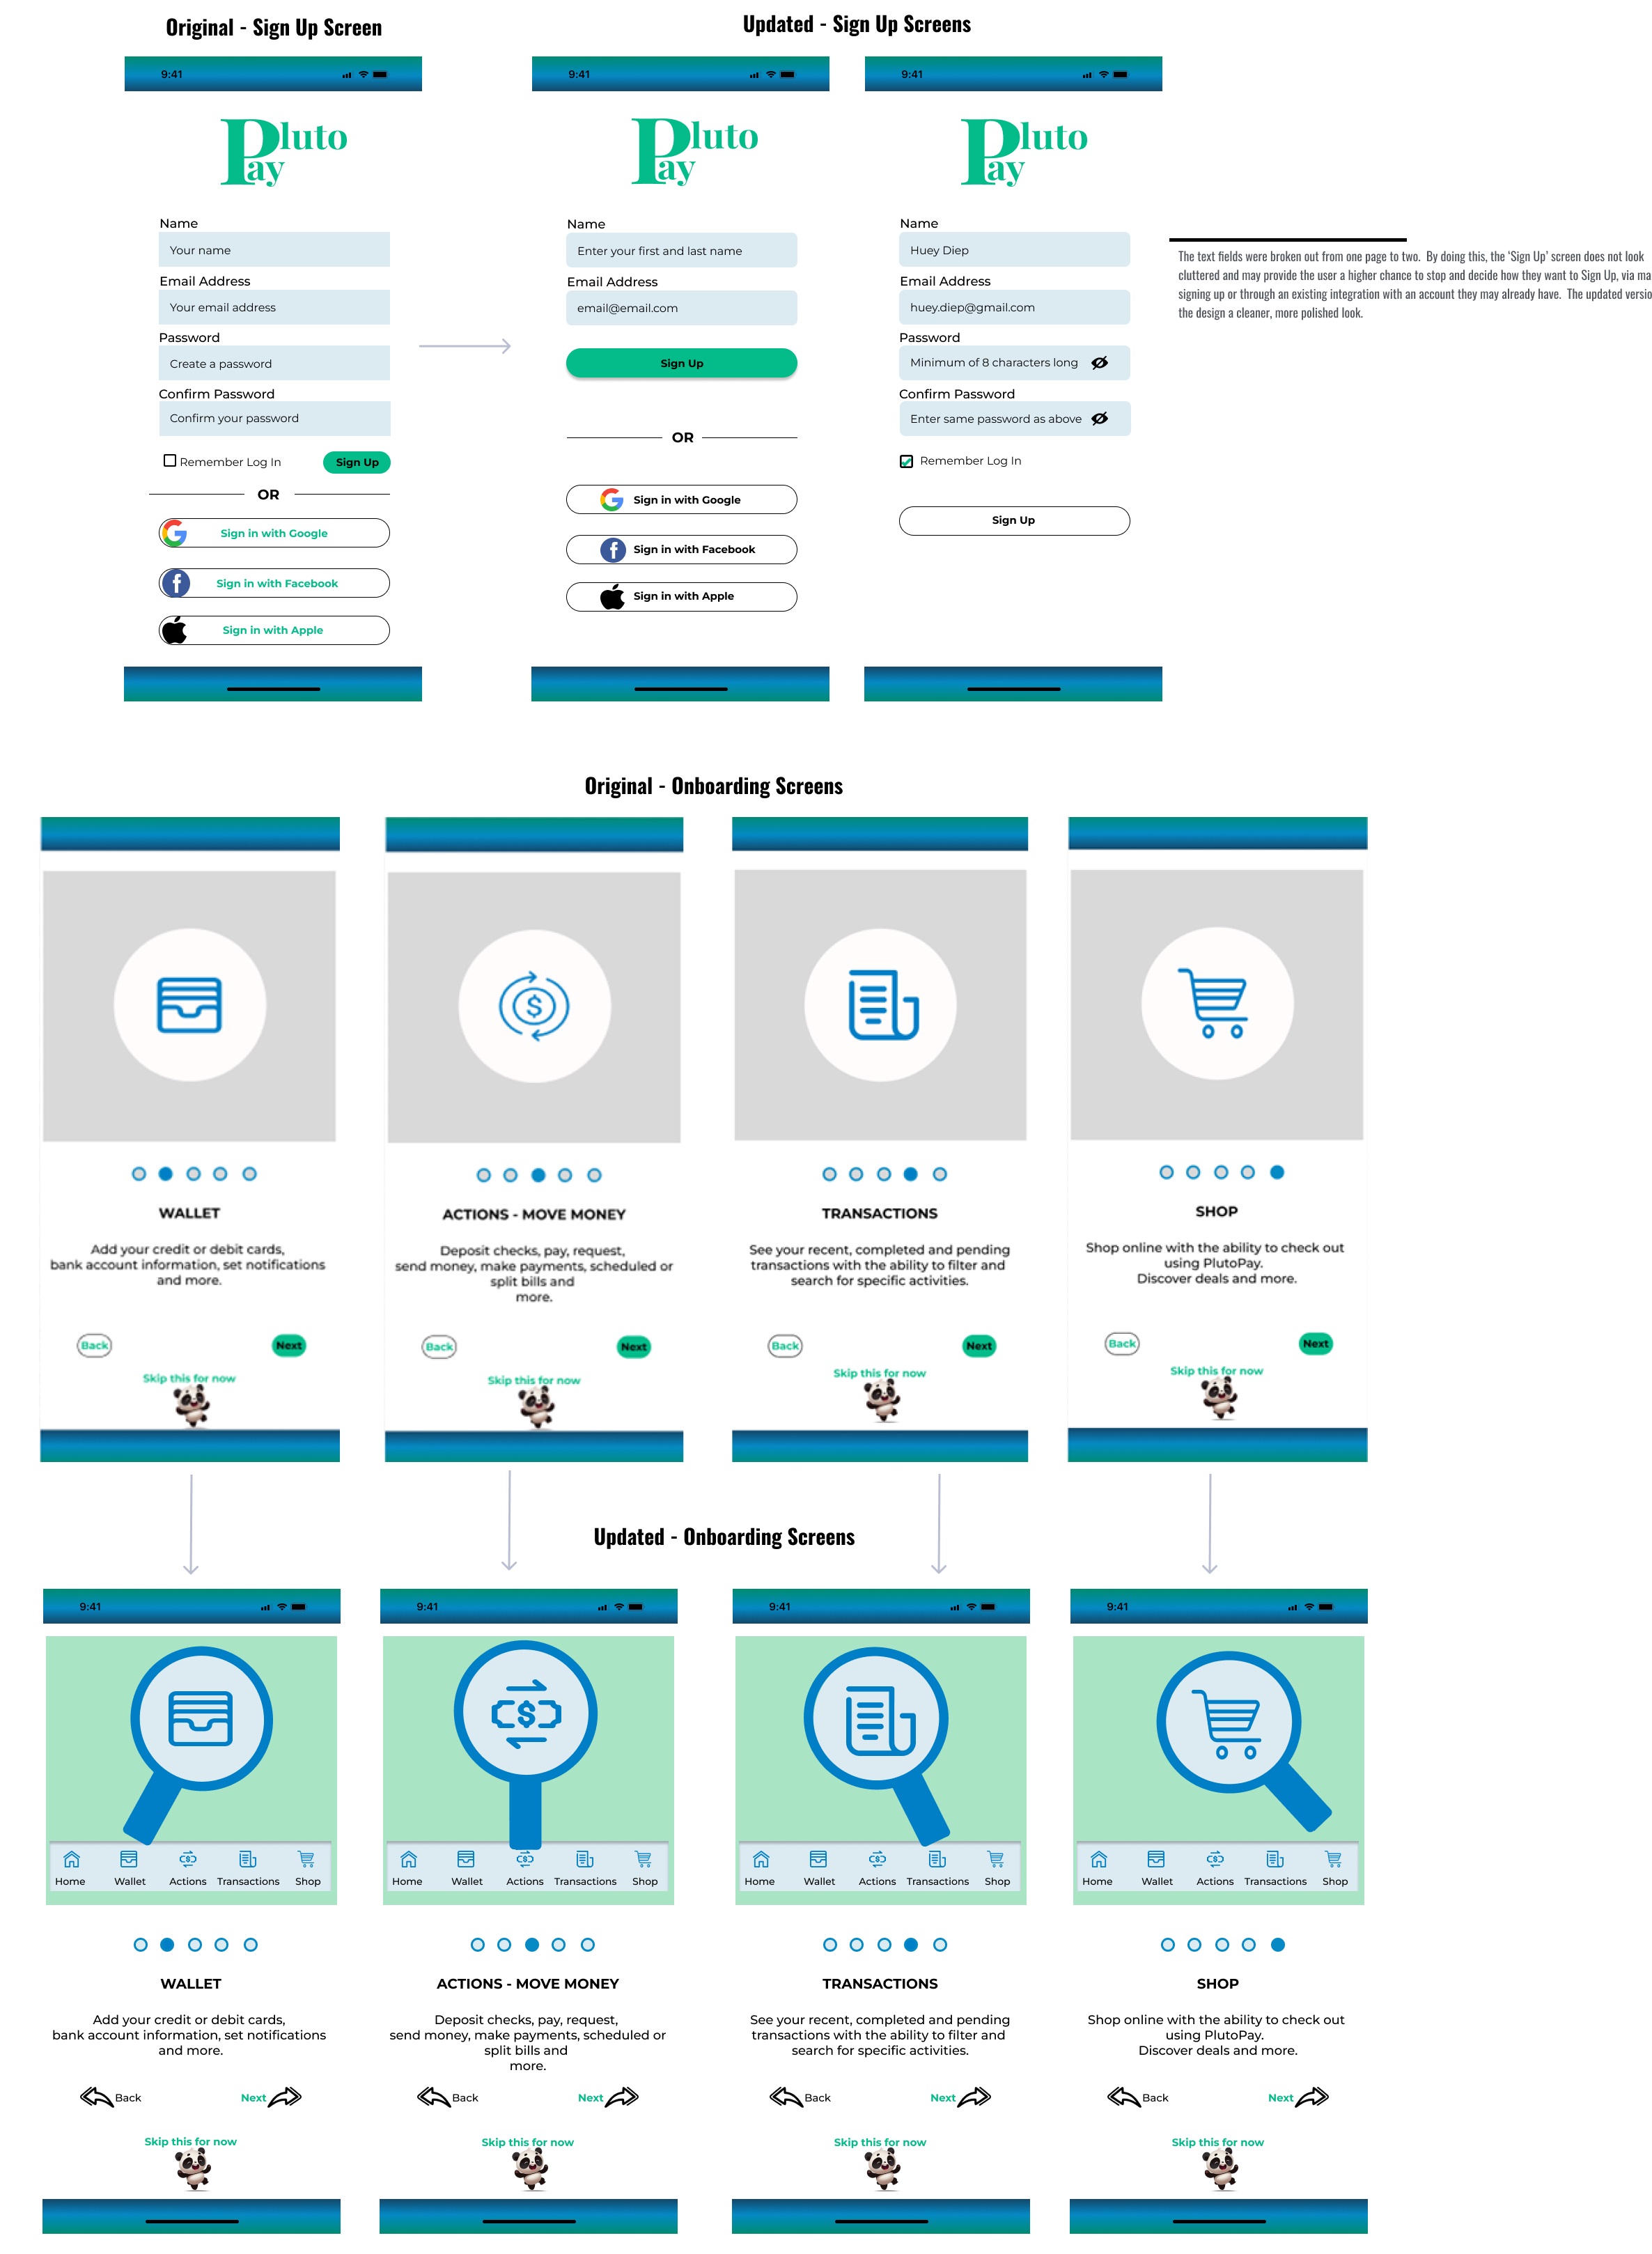 Original - Sign Up Screen
Updated - Sign Up Screens
9:41
Pluto
Pay
Name
Your name
Email Address
Your email address
Password
Create a password
Confirm Password
Confirm your password
Remember Log In
Sign Up
OR
Sign in with Google
Sign in with Facebook
Sign in with Apple
9:41
Pluto
Pay
Name
Enter your first and last name
Email Address
email@email.com
Sign Up
OR
Sign in with Google
Sign in with Facebook
Sign in with Apple
9:41
Pluto
Pay
Name
Huey Diep
Email Address
huey.diep@gmail.com
Password
Minimum of 8 characters long
Confirm Password
Enter same password as above
Remember Log In
Sign Up
The text fields were broken out from one page to two. By doing this, the ‘Sign Up’ screen does not look
cluttered and may provide the user a higher chance to stop and decide how they want to Sign Up, via
signing up or through an existing integration with an account they may already have. The updated
the design a cleaner, more polished look.
Original - Onboarding Screens
WALLET
Add your credit or debit cards,
bank account information, set notifications
and more.
Back
Next
Skip this for now
ACTIONS - MOVE MONEY
Deposit checks, pay, request,
send money, make payments, scheduled or
split bills and
more.
Back
Next
Skip this for now
TRANSACTIONS
See your recent, completed and pending
transactions with the ability to filter and
search for specific activities.
Back
Next
Skip this for now
SHOP
Shop online with the ability to check out
using PlutoPay.
Discover deals and more.
Back
Next
Skip this for now
Updated - Onboarding Screens
9:41
Home
Wallet
Actions
Transactions
Shop
WALLET
Add your credit or debit cards,
bank account information, set notifications
and more.
Back
Next
Skip this for now
9:41
Home
Wallet
Actions
Transactions
Shop
ACTIONS - MOVE MONEY
Deposit checks, pay, request,
send money, make payments, scheduled or
split bills and
more.
Back
Next
Skip this for now
9:41
Home
Wallet
Actions
Transactions
Shop
TRANSACTIONS
See your recent, completed and pending
transactions with the ability to filter and
search for specific activities.
Back
Next
Skip this for now
9:41
Home
Wallet
Actions
Transactions
Shop
SHOP
Shop online with the ability to check out
using PlutoPay.
Discover deals and more.
Back
Next
Skip this for now